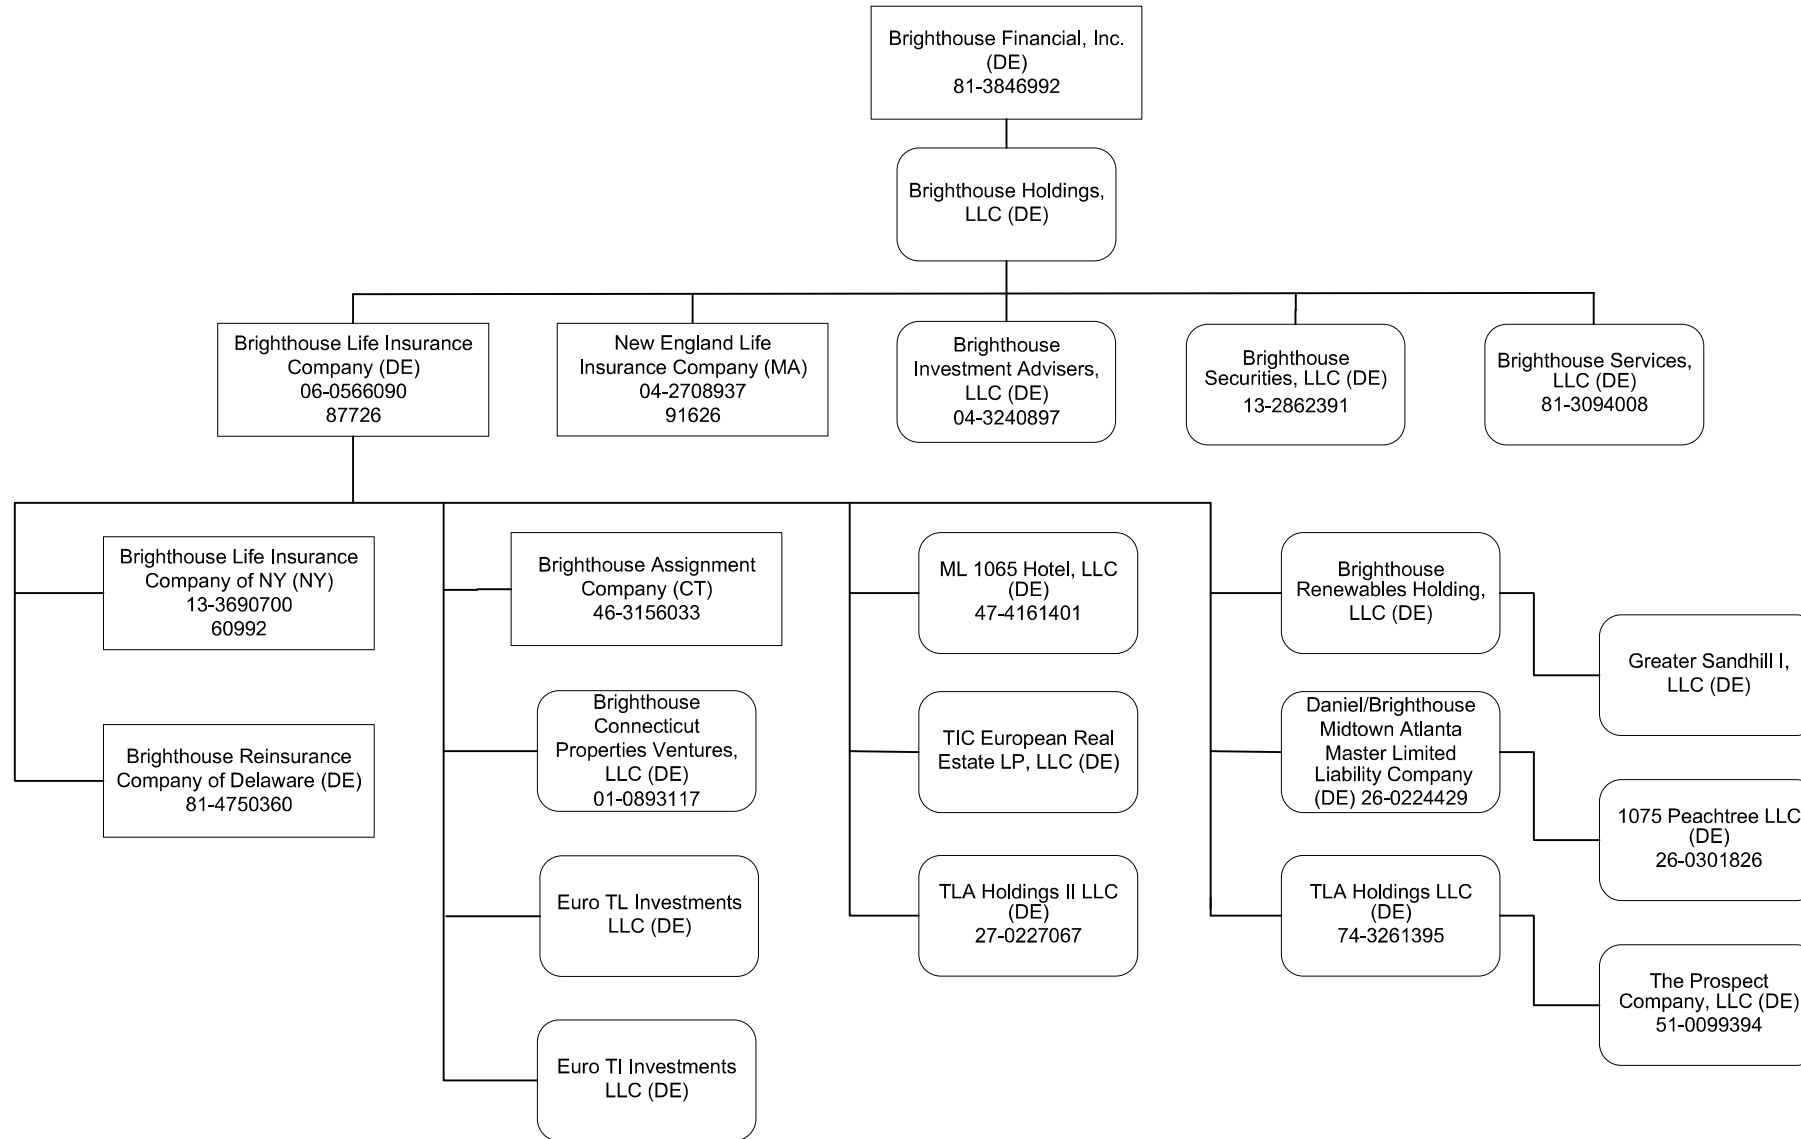 Brighthouse Financial, Inc.
(DE)
81-3846992
Brighthouse Holdings,
LLC (DE)
Brighthouse Life Insurance
Company (DE)
06-0566090
87726
New England Life
Insurance Company (MA)
04-2708937
91626
Brighthouse
Investment Advisers,
LLC (DE)
04-3240897
Brighthouse
Securities, LLC (DE)
13-2862391
Brighthouse Services,
LLC (DE)
81-3094008
Brighthouse Life Insurance
Company of NY (NY)
13-3690700
60992
Brighthouse Assignment
Company (CT)
46-3156033
ML 1065 Hotel, LLC
(DE)
47-4161401
Brighthouse
Renewables Holding,
LLC (DE)
Greater Sandhill I,
LLC (DE)
Brighthouse Reinsurance
Company of Delaware (DE)
81-4750360
Brighthouse
Connecticut
Properties Ventures,
LLC (DE)
01-0893117
TIC European Real
Estate LP, LLC (DE)
Daniel/Brighthouse
Midtown Atlanta
Master Limited
Liability Company
(DE) 26-0224429
1075 Peachtree LLC
(DE)
26-0301826
Euro TL Investments
LLC (DE)
TLA Holdings II LLC
(DE)
27-0227067
TLA Holdings LLC
(DE)
74-3261395
The Prospect
Company, LLC (DE)
51-0099394
Euro TI Investments
LLC (DE)